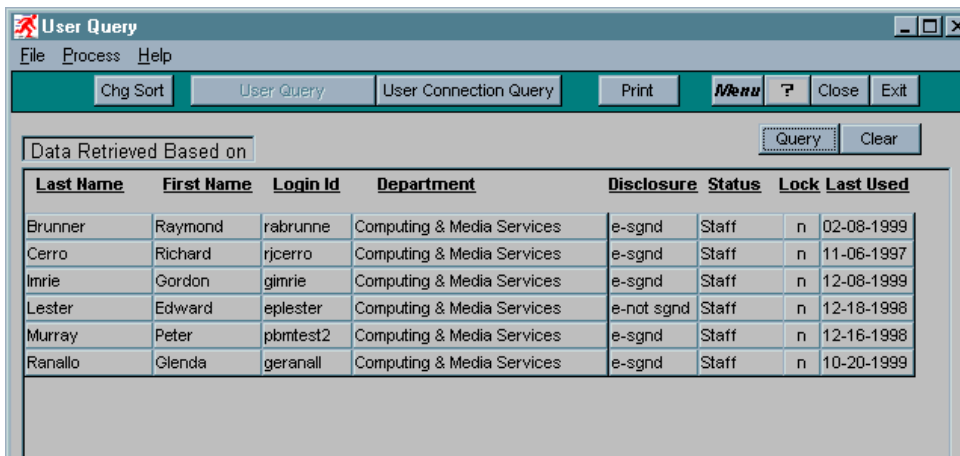 User Query
File Process Help
Chg Sort User Query User Connection Query Print Menu ? Close Exit
Query Clear
Data Retrieved Based on
Last Name First Name Login Id Department Disclosure Status Lock Last Used
Brunner Raymond rabrunne Computing & Media Services e-sgnd Staff n 02-08-1999
Cerro Richard rjcerro Computing & Media Services e-sgnd Staff n 11-06-1997
Imrie Gordon gimrie Computing & Media Services e-sgnd Staff n 12-08-1999
Lester Edward eplester Computing & Media Services e-not sgnd Staff n 12-18-1998
Murray Peter pbmtest2 Computing & Media Services e-sgnd Staff n 12-16-1998
Ranallo Glenda geranall Computing & Media Services e-sgnd Staff n 10-20-1999